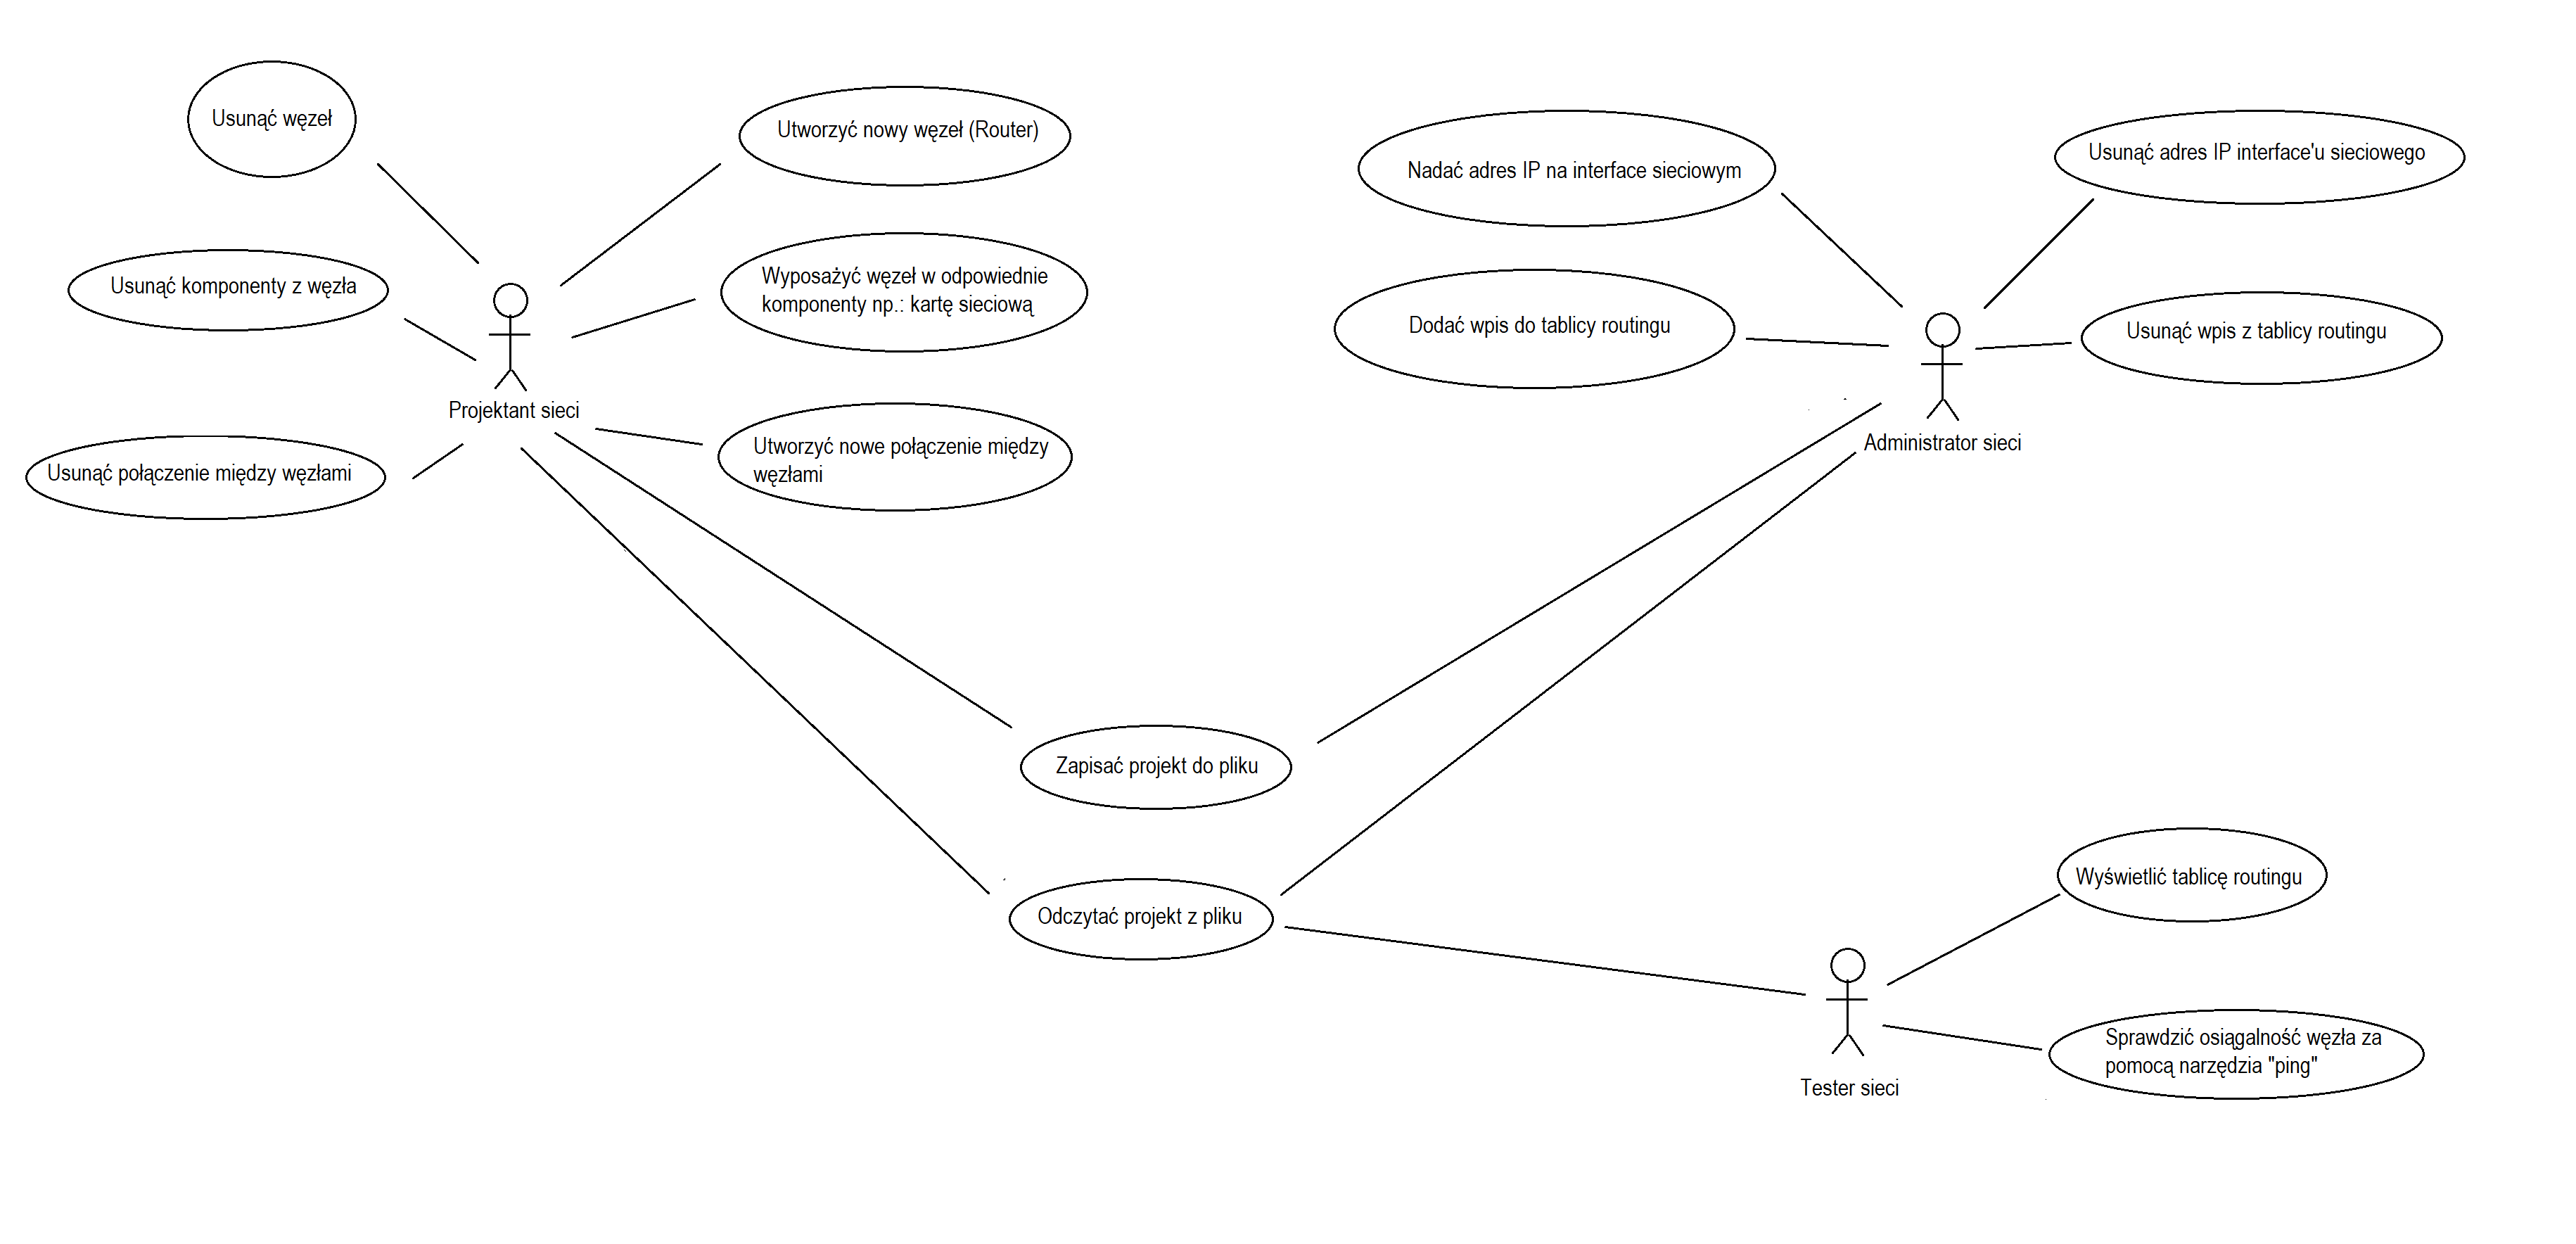 Usunąć węzeł
Utworzyć nowy węzeł (Router)
Usunąć komponenty z węzła
Wyposażyć węzeł w odpowiednie
komponenty np.: kartę sieciową
Projektant sieci
Usunąć połączenie między węzłami
Utworzyć nowe połączenie między
węzłami
Nadać adres IP na interface sieciowym
Usunąć adres IP interface'u sieciowego
Dodać wpis do tablicy routingu
Usunąć wpis z tablicy routingu
Administrator sieci
Zapisać projekt do pliku
Odczytać projekt z pliku
Wyświetlić tablicę routingu
Sprawdzić osiągalność węzła za
pomocą narzędzia "ping"
Tester sieci